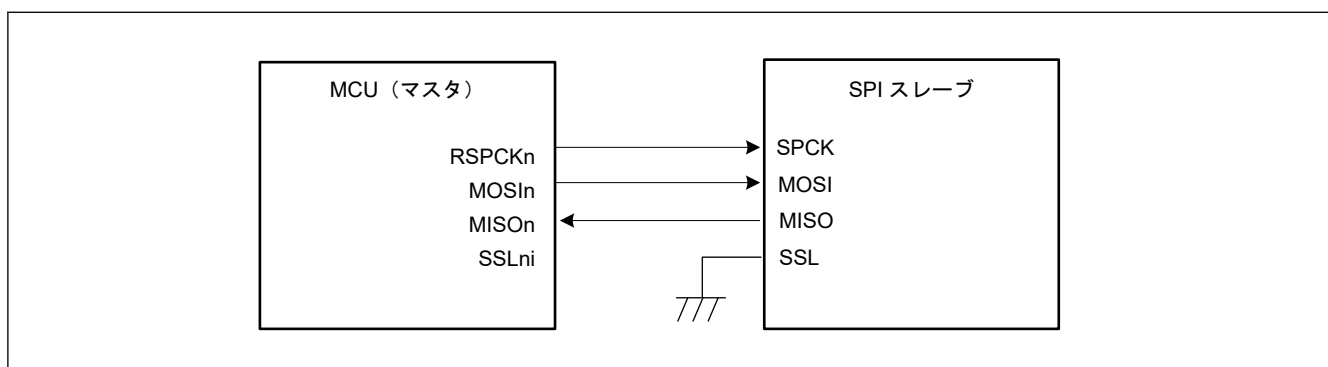 MCU（マスタ）
RSPCKn
MOSIn
MISOn
SSLni
SPI スレーブ
SPCK
MOSI
MISO
SSL